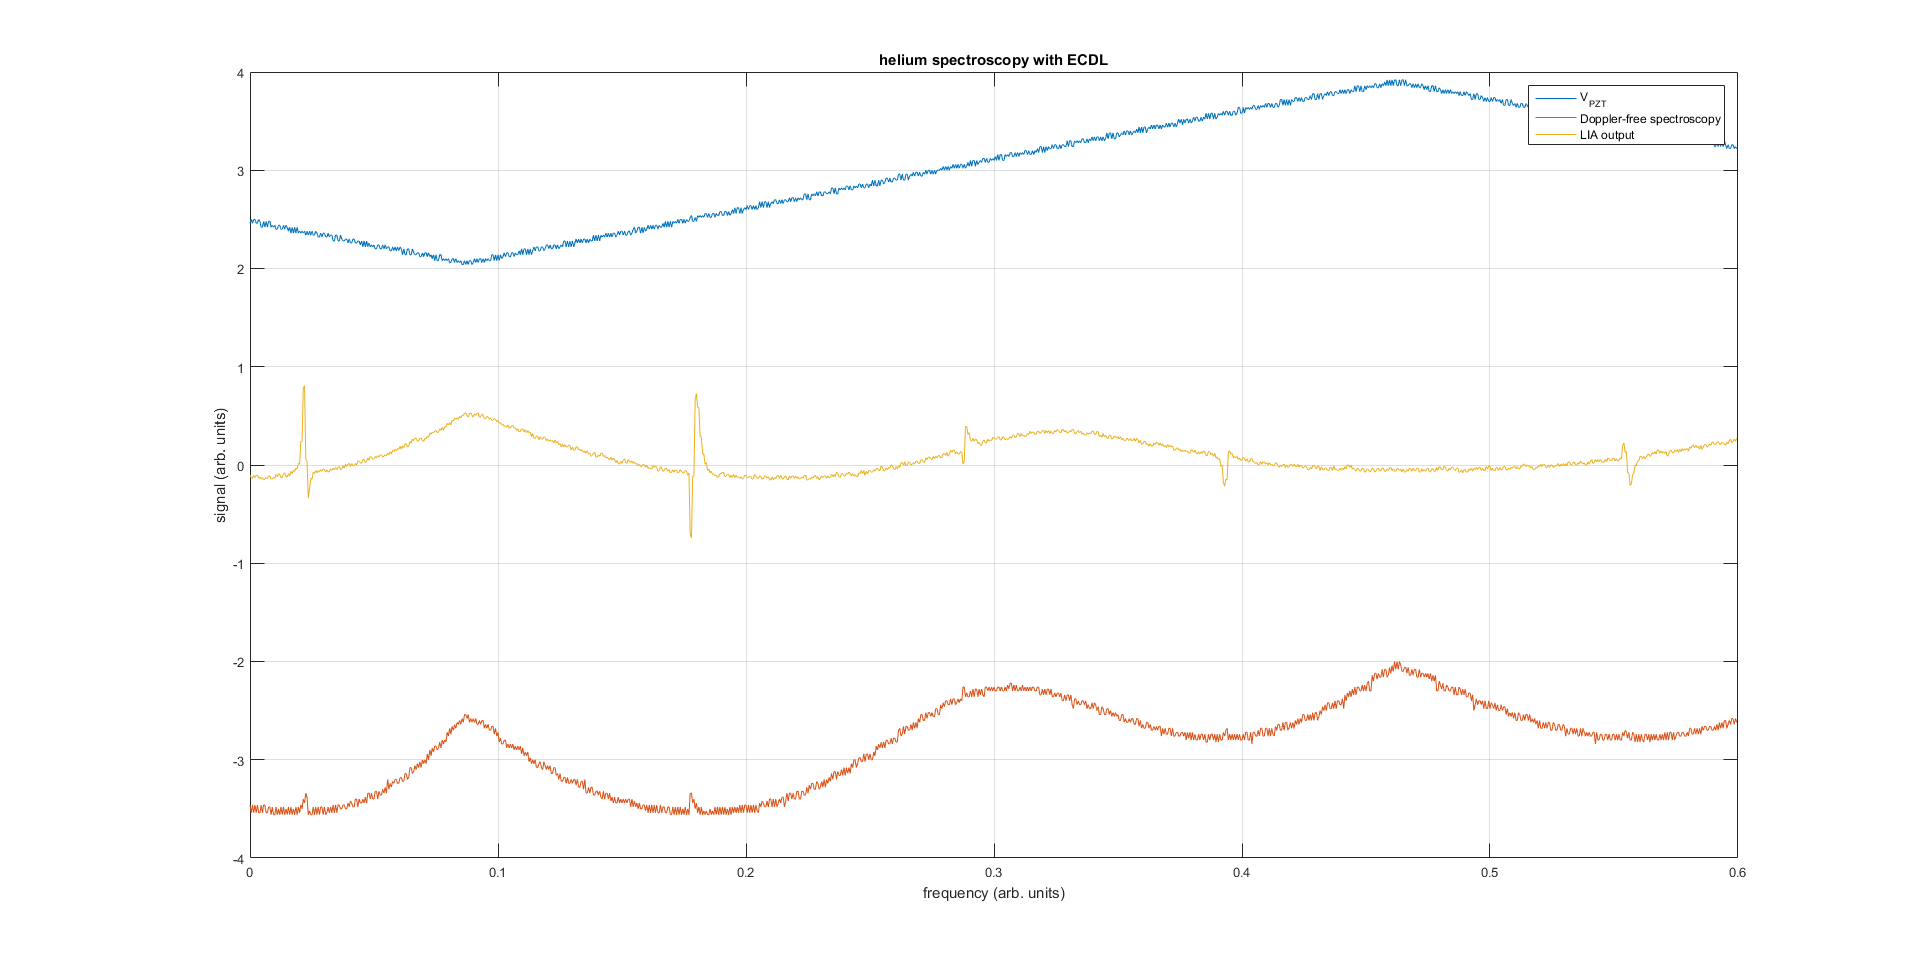 helium spectroscopy with ECDL
4
3
2
1
0
-1
-2
-3
-4
signal (arb. units)
V_PZT
Doppler-free spectroscopy
LIA output
0
0.1
0.2
0.3
0.4
0.5
0.6
frequency (arb. units)